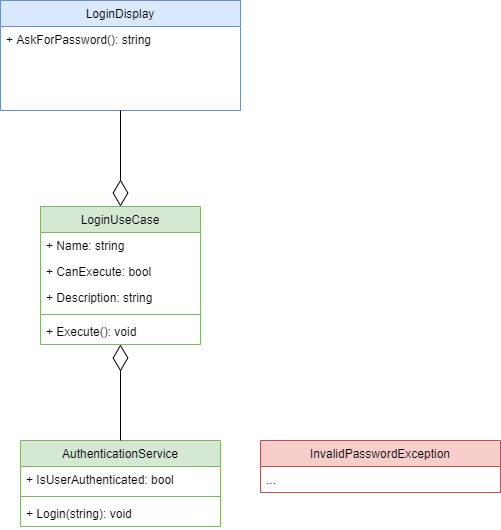 LoginDisplay
+ AskForPassword(): string
LoginUseCase
+ Name: string
+ CanExecute: bool
+ Description: string
+ Execute(): void
AuthenticationService
+ IsUserAuthenticated: bool
+ Login(string): void
InvalidPasswordException
...